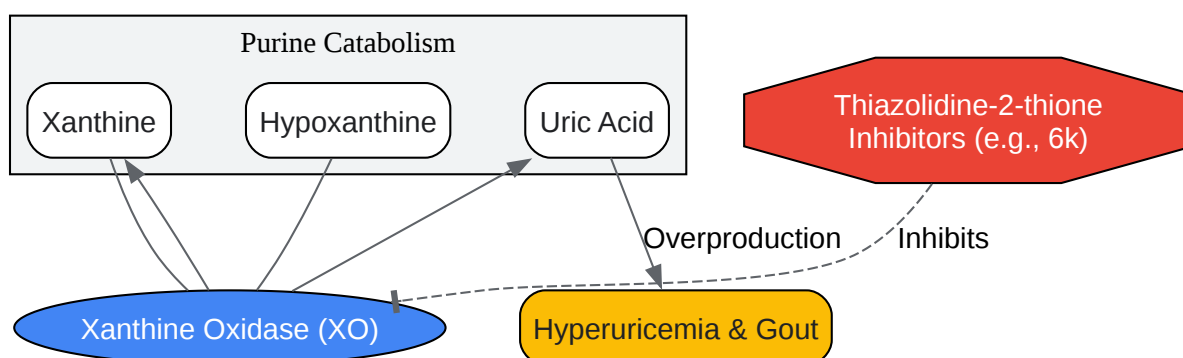 Purine Catabolism
Xanthine
Hypoxanthine
Uric Acid
Thiazolidine-2-thione
Inhibitors (e.g., 6k)
Overproduction
Inhibits
Xanthine Oxidase (XO)
Hyperuricemia & Gout